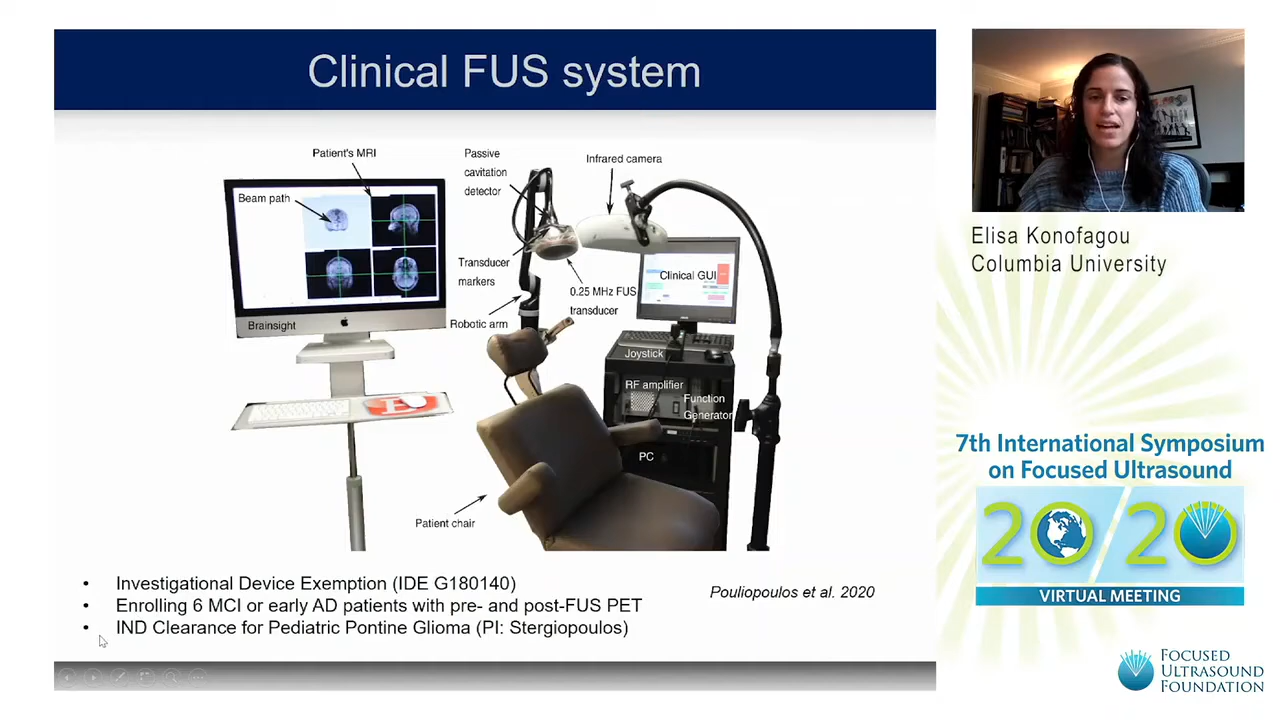 Clinical FUS system
Patient's MRI
Beam path
Brainsight
Passive
cavitation
detector
Infrared camera
Transducer
markers
0.25 MHz FUS
transducer
Robotic arm
Clinical GUI
Joystick
RF amplifier
Function
Generator
PC
Patient chair
• Investigational Device Exemption (IDE G180140)
• Enrolling 6 MCI or early AD patients with pre- and post-FUS PET
• IND Clearance for Pediatric Pontine Glioma (PI: Stergiopoulos)
Pouliopoulos et al. 2020
Elisa Konofagou
Columbia University
7th International Symposium
on Focused Ultrasound
20/20
VIRTUAL MEETING
FOCUSED
ULTRASOUND
FOUNDATION